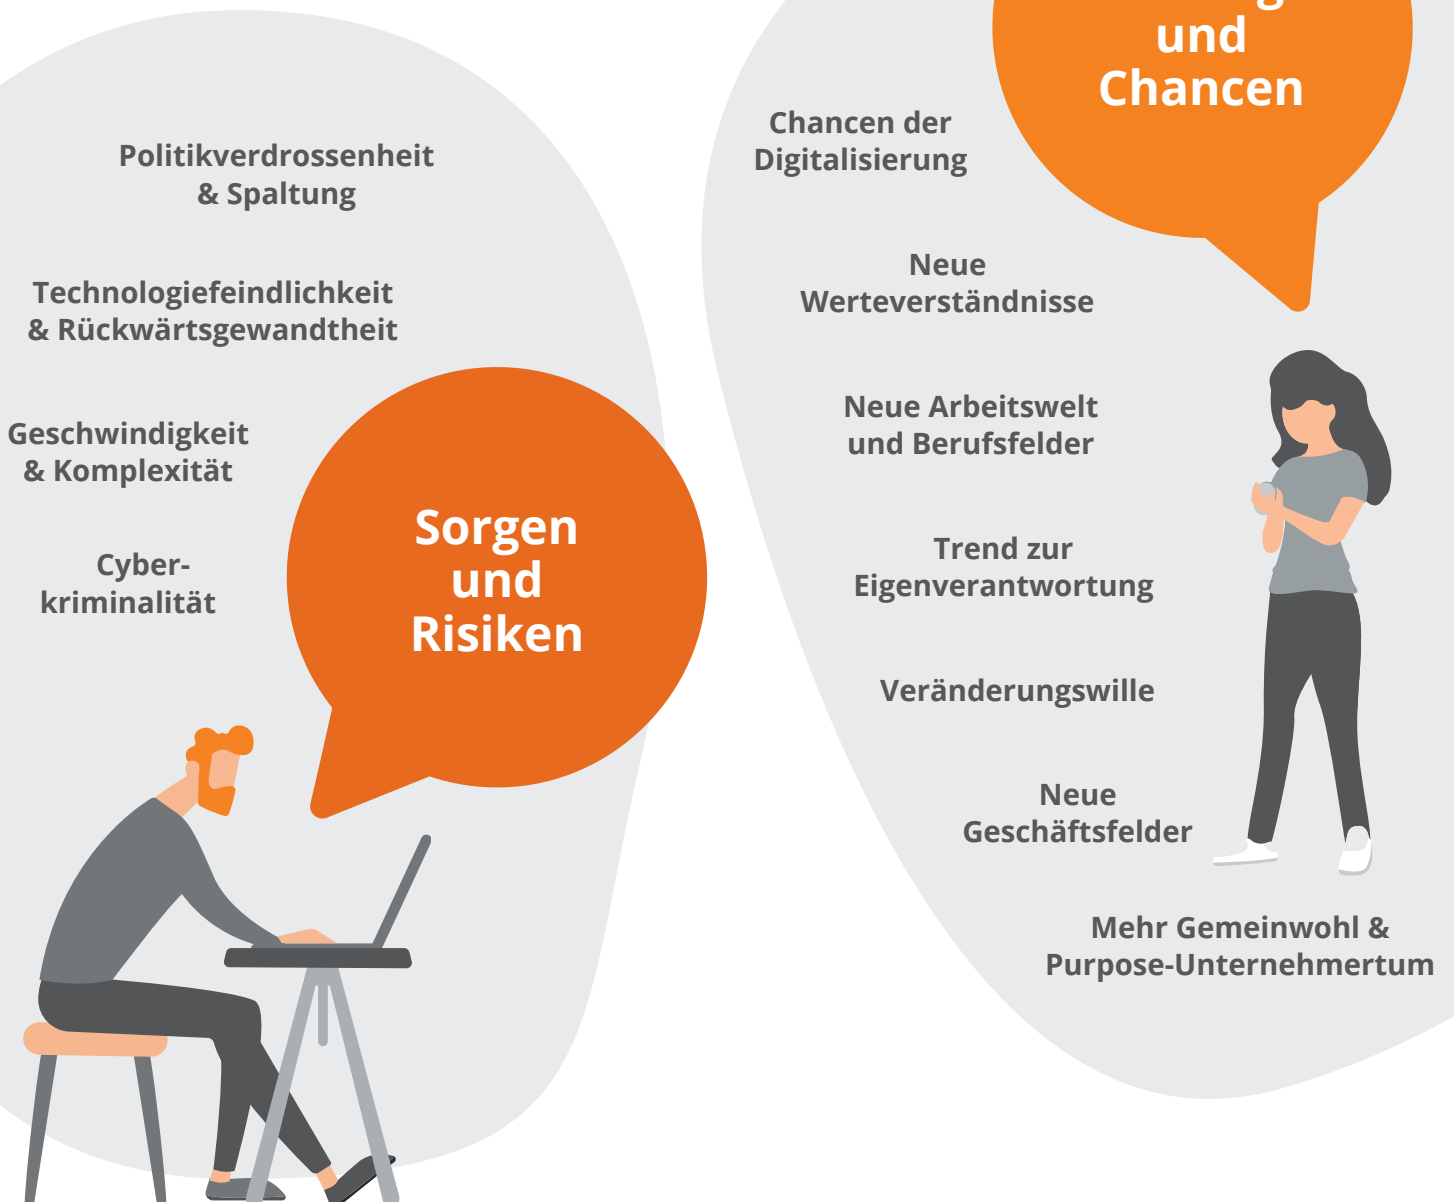 Politikverdrossenheit
& Spaltung
Technologiefeindlichkeit
& Rückwärtsgewandtheit
Geschwindigkeit
& Komplexität
Cyber-
kriminalität
Sorgen
und
Risiken
und
Chancen
Chancen der
Digitalisierung
Neue
Werteverständnisse
Neue Arbeitswelt
und Berufsfelder
Trend zur
Eigenverantwortung
Veränderungswille
Neue
Geschäftsfelder
Mehr Gemeinwohl &
Purpose-Unternehmertum